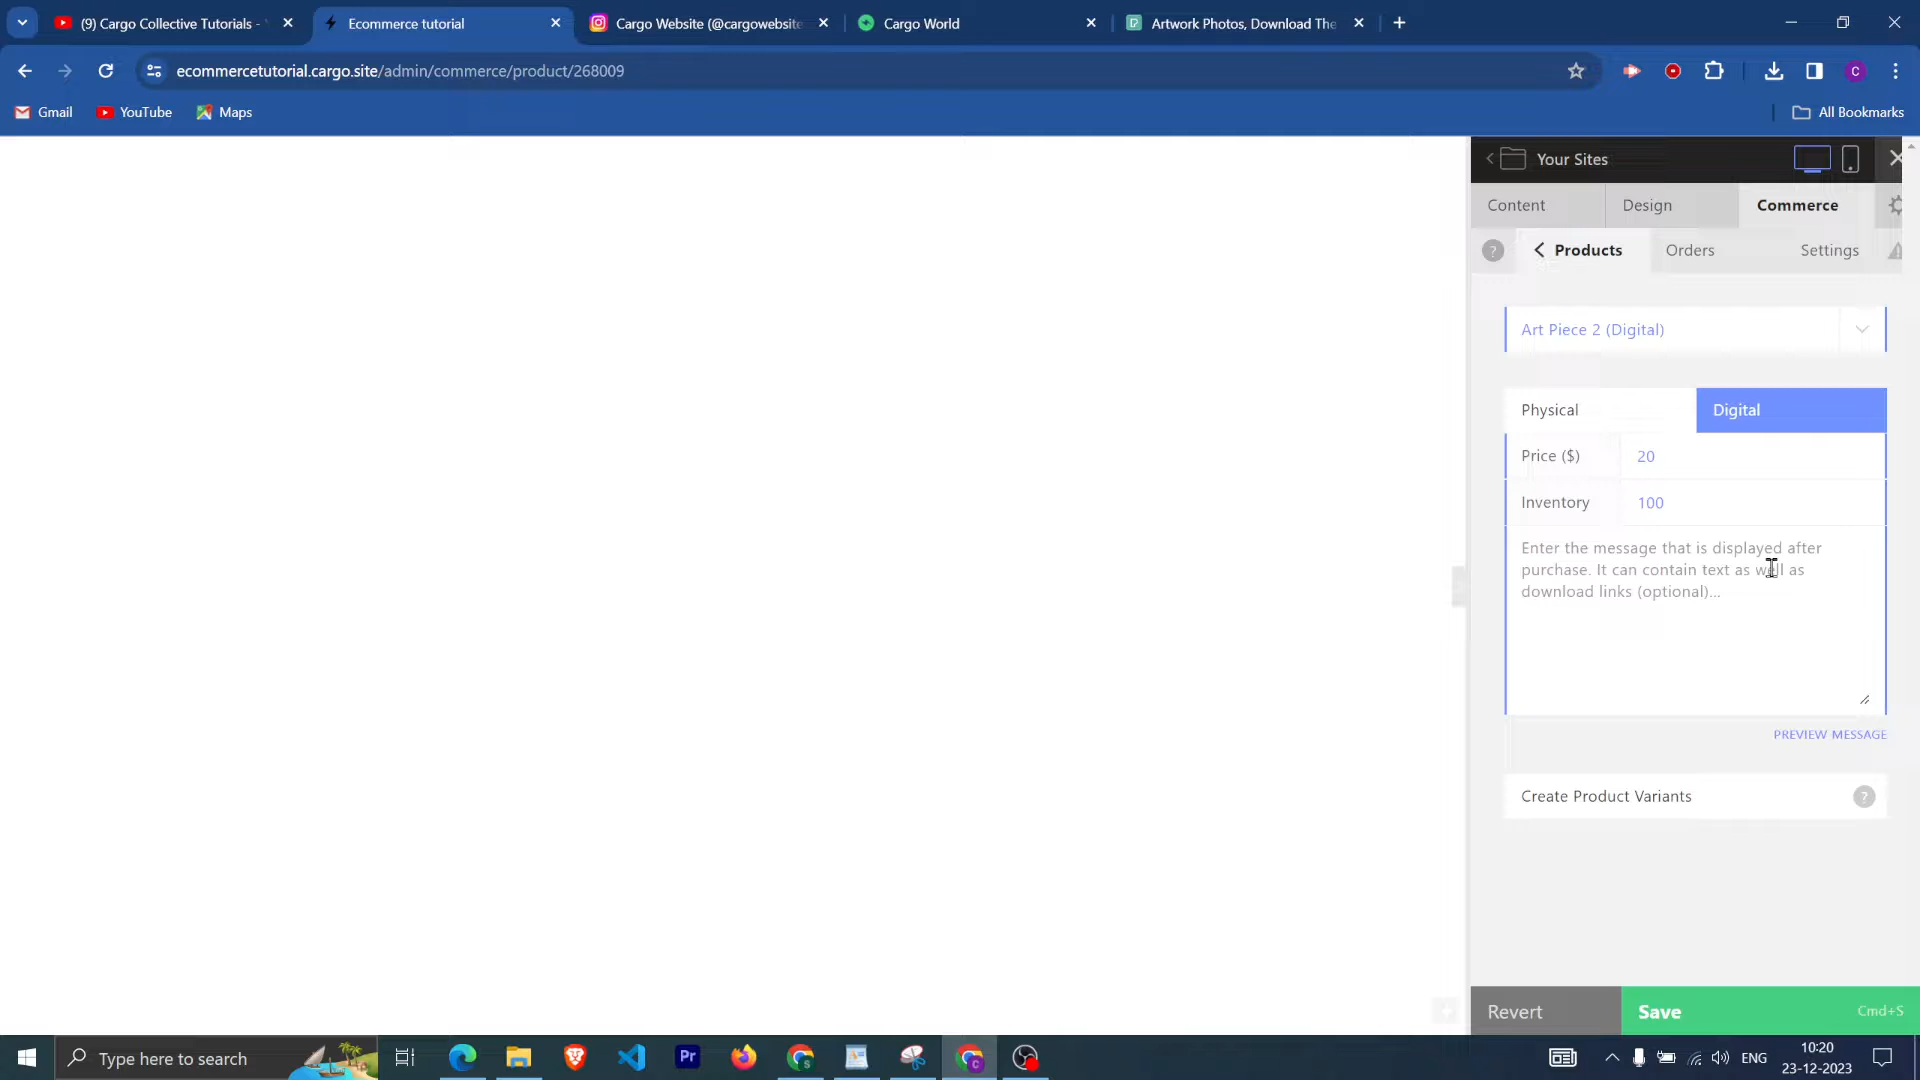 (9) Cargo Collective Tutorials -
Ecommerce tutorial
Cargo Website (@cargowebsite
Cargo World
Artwork Photos, Download The
ecommercetutorial.cargo.site/admin/commerce/product/268009
C
Gmail
YouTube
Maps
All Bookmarks
Your Sites
Content
Design
Commerce
?
Products
Orders
Settings
Art Piece 2 (Digital)
Physical
Digital
Price ($)
20
Inventory
100
Enter the message that is displayed after
purchase. It can contain text as well as
download links (optional)...
PREVIEW MESSAGE
Create Product Variants
?
Revert
Save
Cmd+S
Type here to search
Pr
ENG
10:20
23-12-2023